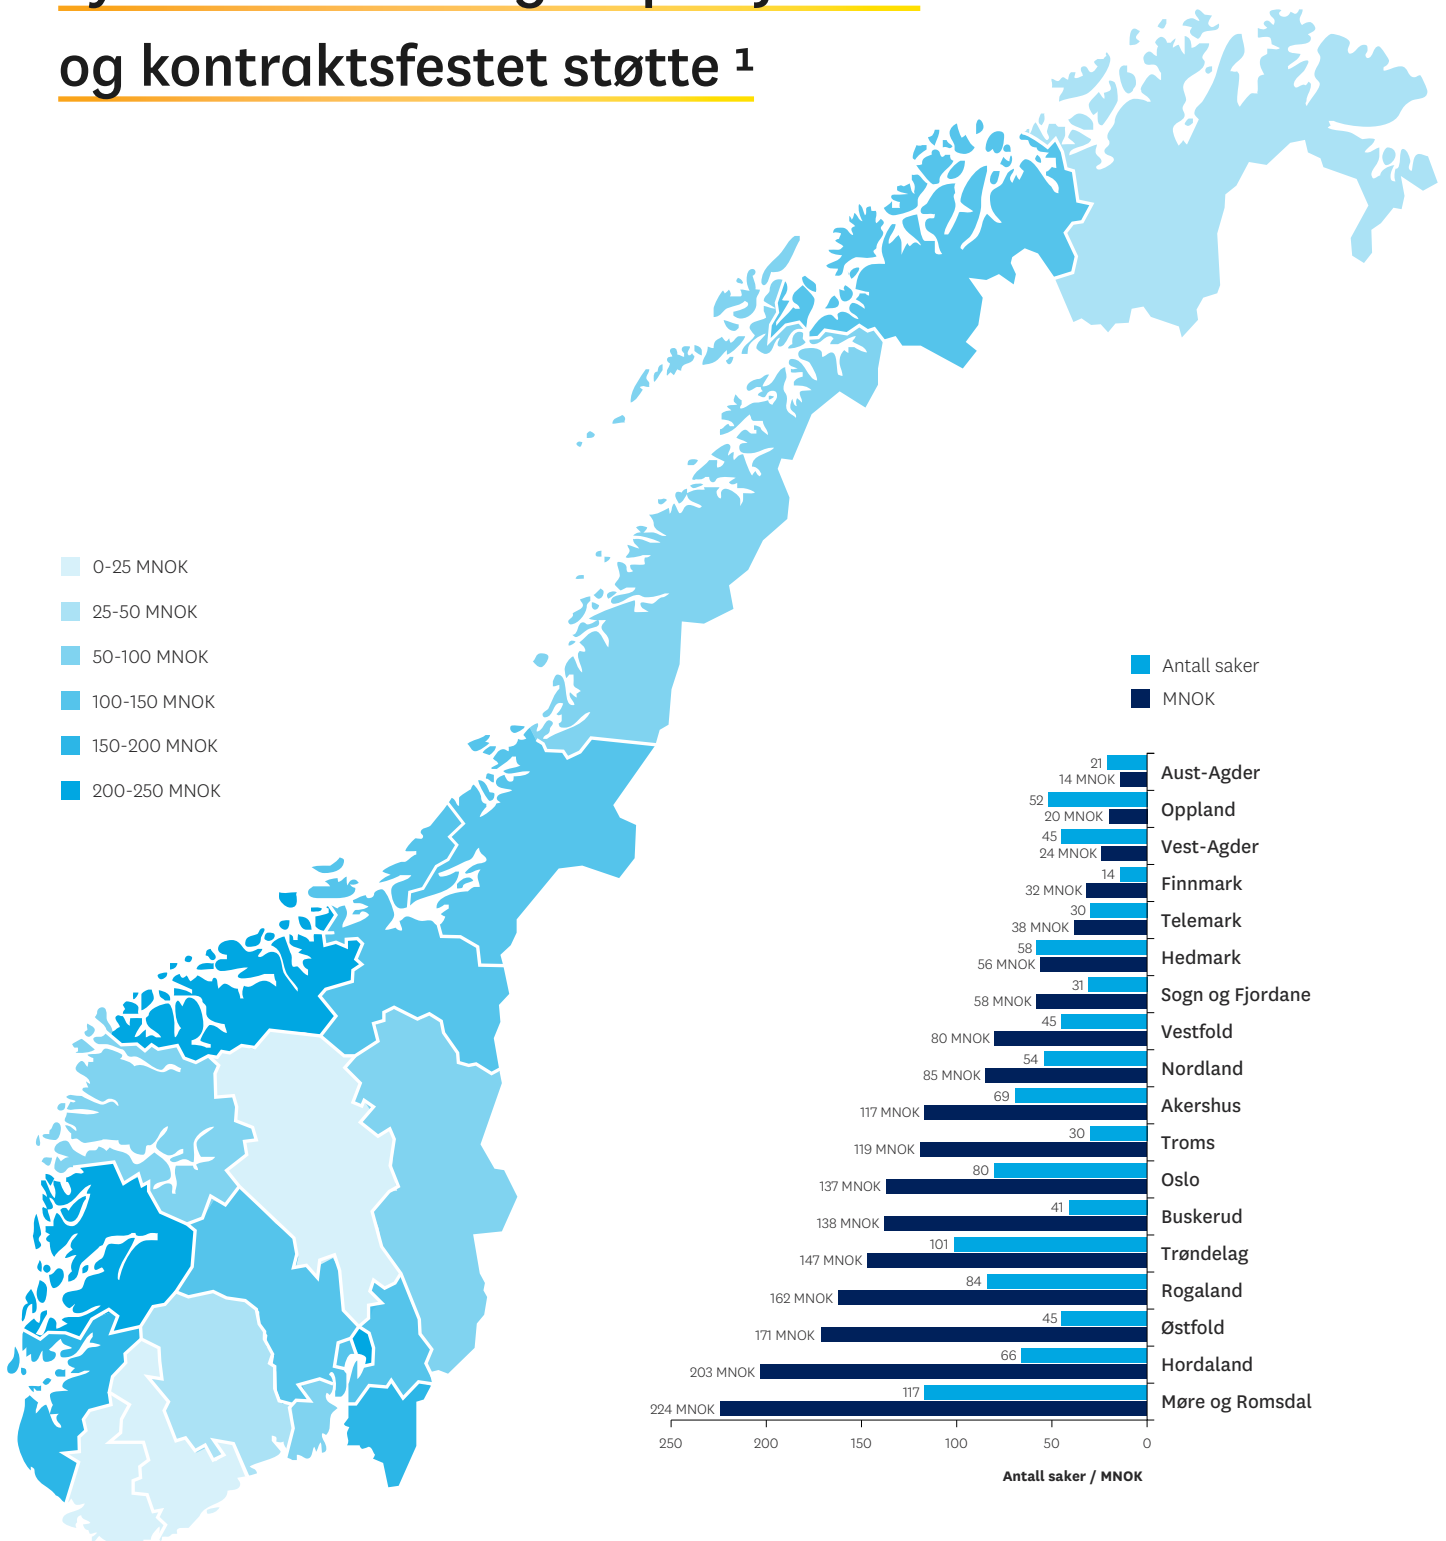 og kontraktsfestet støtte ¹
0-25 MNOK
25-50 MNOK
50-100 MNOK
100-150 MNOK
150-200 MNOK
200-250 MNOK
Antall saker
MNOK
21
14 MNOK
Aust-Agder
52
20 MNOK
Oppland
45
24 MNOK
Vest-Agder
14
32 MNOK
Finnmark
30
38 MNOK
Telemark
58
56 MNOK
Hedmark
31
58 MNOK
Sogn og Fjordane
45
80 MNOK
Vestfold
54
85 MNOK
Nordland
69
117 MNOK
Akershus
30
119 MNOK
Troms
80
137 MNOK
Oslo
41
138 MNOK
Buskerud
101
147 MNOK
Trøndelag
84
162 MNOK
Rogaland
45
171 MNOK
Østfold
66
203 MNOK
Hordaland
117
224 MNOK
Møre og Romsdal
250 200 150 100 50 0
Antall saker / MNOK